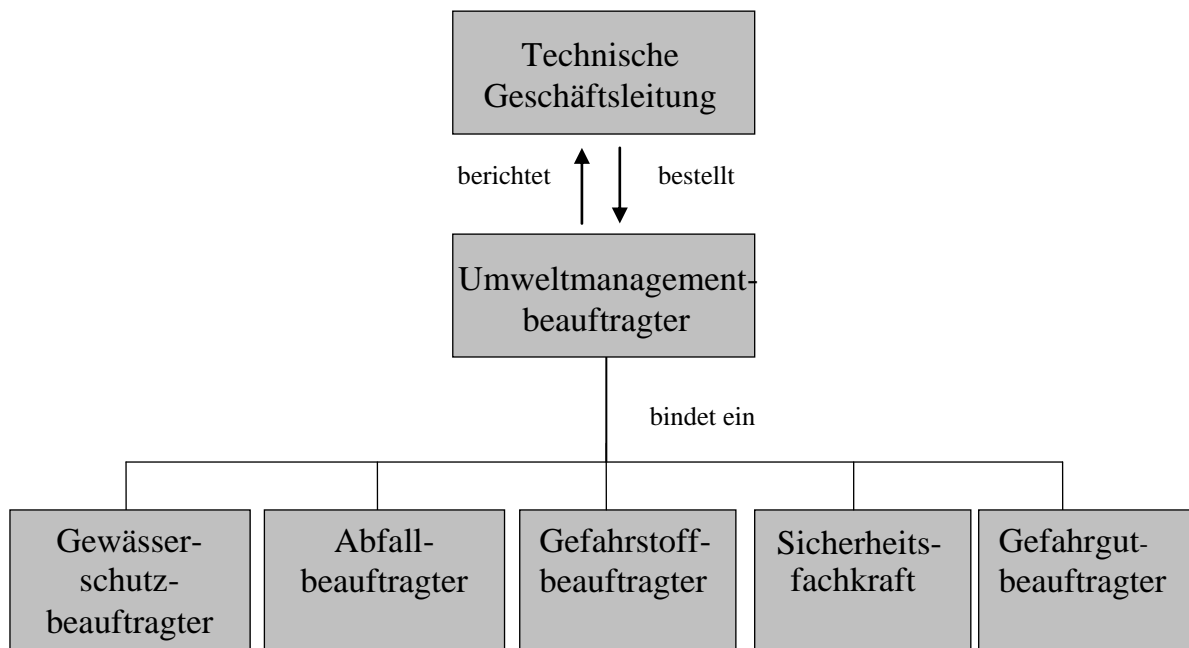 Technische
Geschäftsleitung
berichtet
bestellt
Umweltmanagement-
beauftragter
bindet ein
Gewässer-
schutz-
beauftragter
Abfall-
beauftragter
Gefahrstoff-
beauftragter
Sicherheits-
fachkraft
Gefahrgut-
beauftragter